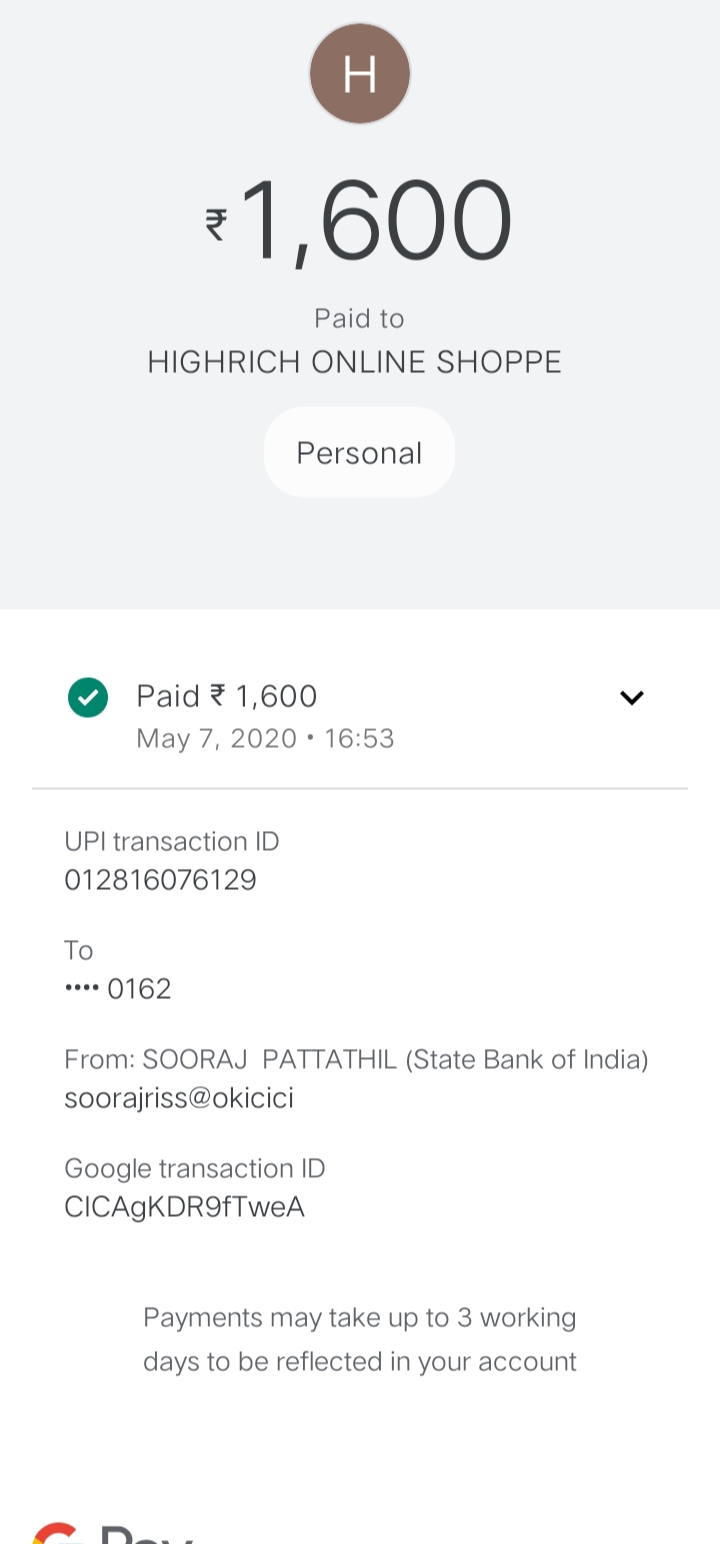 H
₹1,600
Paid to
HIGHRICH ONLINE SHOPPE
Personal
Paid ₹ 1,600
May 7, 2020 • 16:53
UPI transaction ID
012816076129
To
•••• 0162
From: SOORAJ PATTATHIL (State Bank of India)
soorajriss@okicici
Google transaction ID
CICAgKDR9fTweA
Payments may take up to 3 working
days to be reflected in your account
G Pay